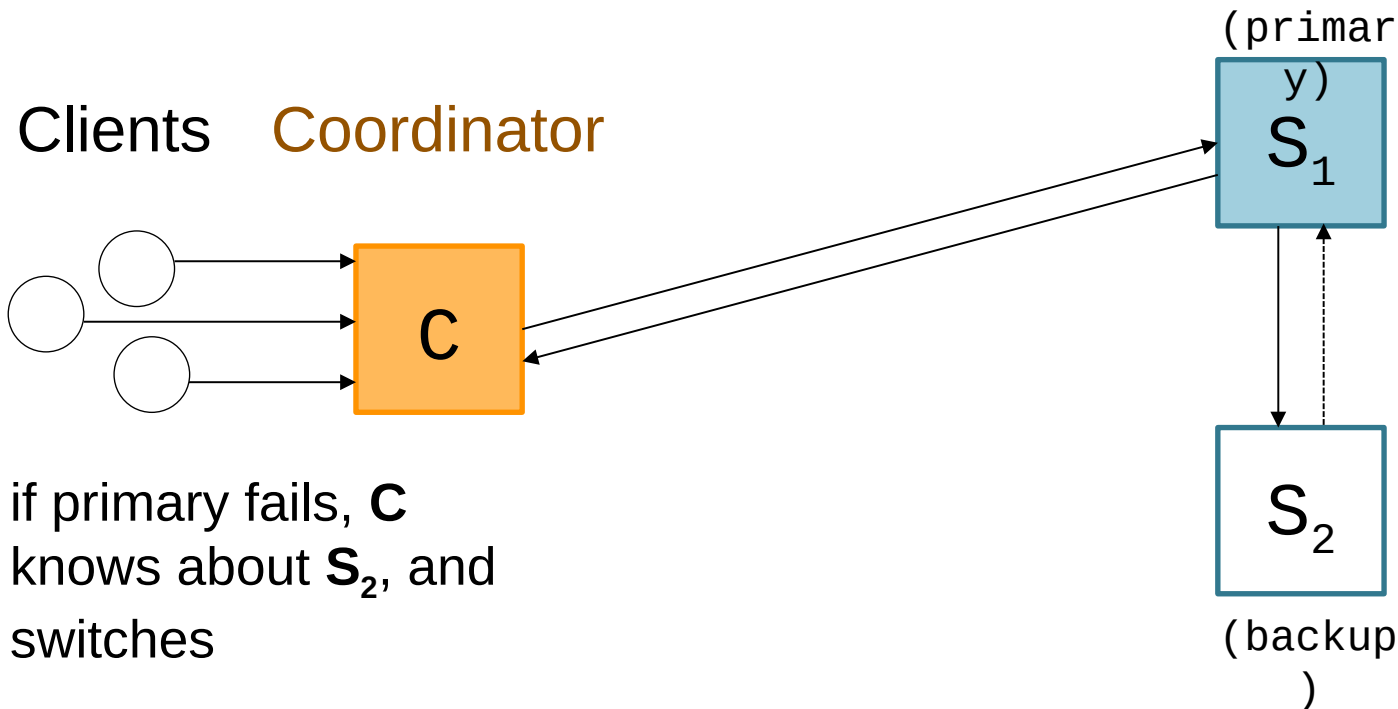 (primar
y)
Clients Coordinator
S₁
C
if primary fails, C
knows about S₂, and
switches
S₂
(backup
)